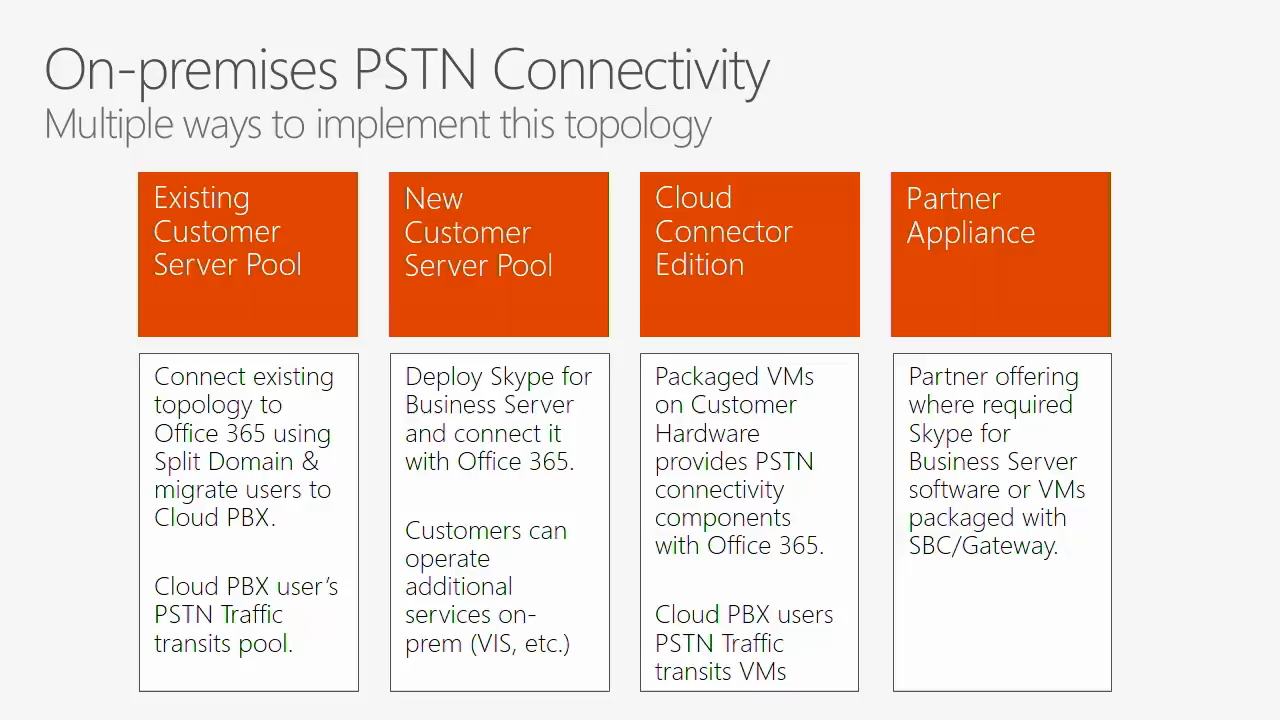 On-premises PSTN Connectivity
Multiple ways to implement this topology
Existing
Customer
Server Pool
Connect existing
topology to
Office 365 using
Split Domain &
migrate users to
Cloud PBX.
Cloud PBX user's
PSTN Traffic
transits pool.
New
Customer
Server Pool
Deploy Skype for
Business Server
and connect it
with Office 365.
Customers can
operate
additional
services on-
prem (VIS, etc.)
Cloud
Connector
Edition
Packaged VMs
on Customer
Hardware
provides PSTN
connectivity
components
with Office 365.
Cloud PBX users
PSTN Traffic
transits VMs
Partner
Appliance
Partner offering
where required
Skype for
Business Server
software or VMs
packaged with
SBC/Gateway.